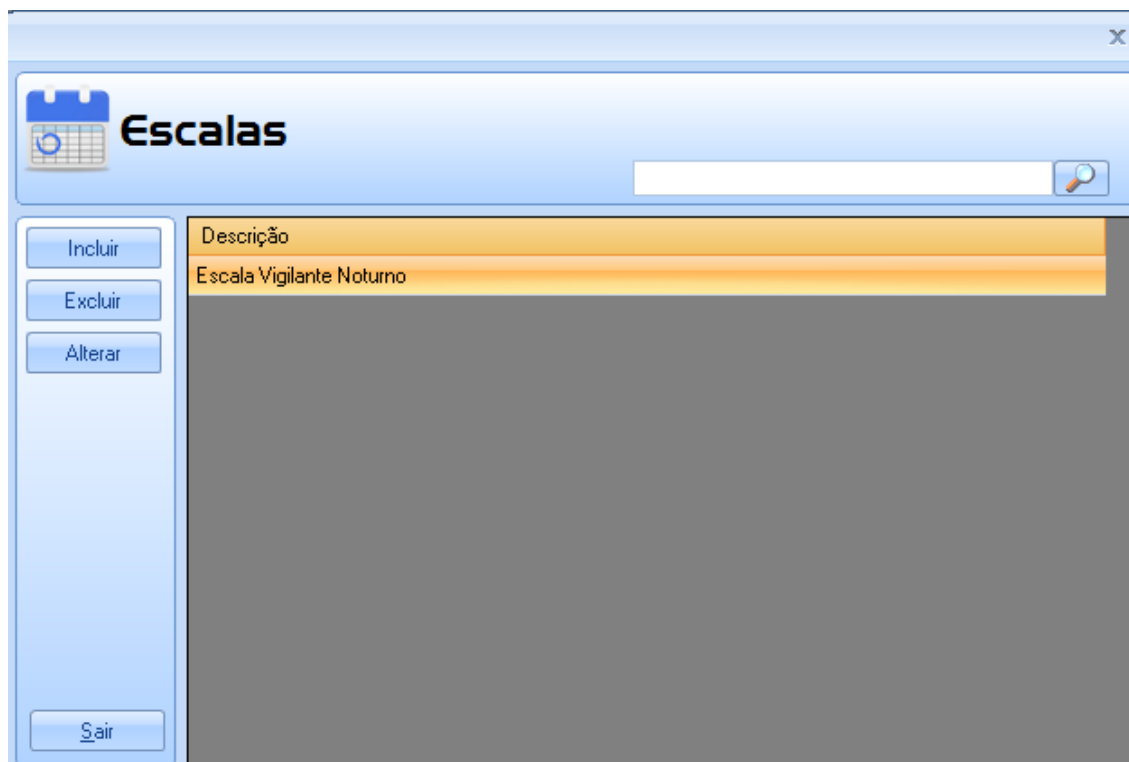 x
Escalas
Incluir
Excluir
Alterar
Sair
Descrição
Escala Vigilante Noturno